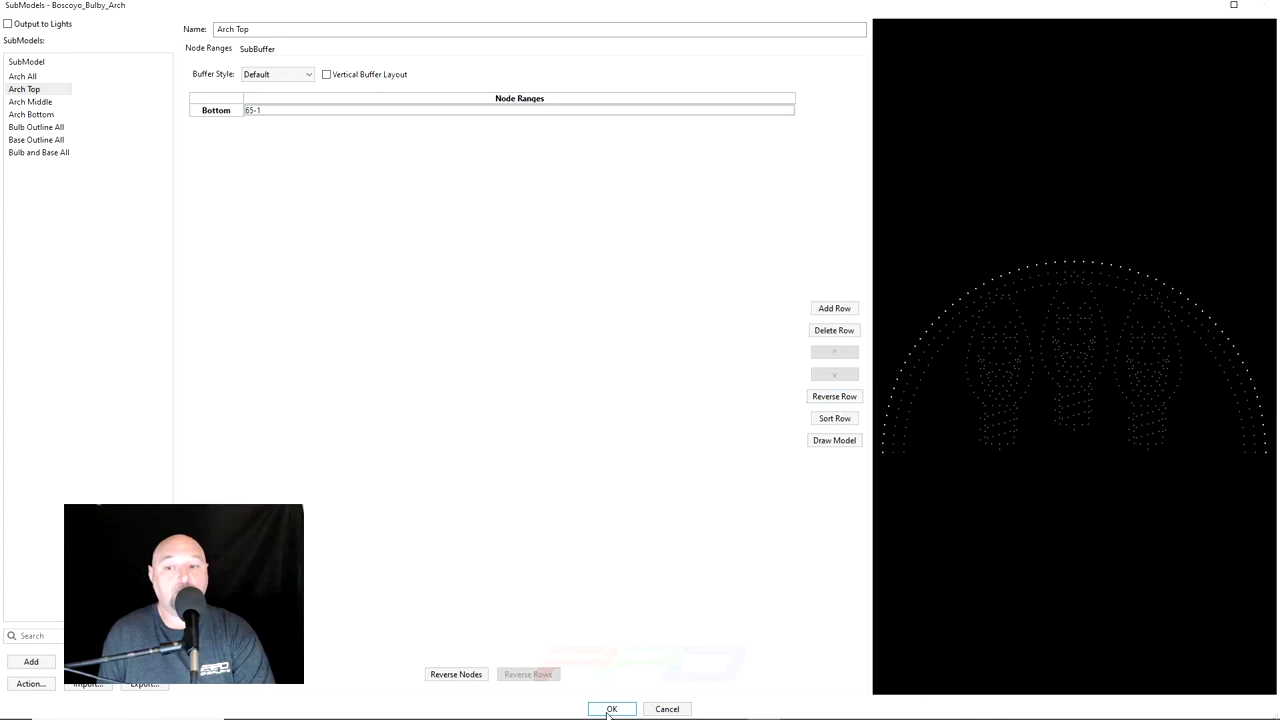 SubModels - Boscoyo_Bulby_Arch
Output to Lights
SubModels:
SubModel
Arch All
Arch Top
Arch Middle
Arch Bottom
Bulb Outline All
Base Outline All
Bulb and Base All
Search
Add
Action...
Import...
Export...
Name: Arch Top
Node Ranges SubBuffer
Buffer Style: Default Vertical Buffer Layout
Node Ranges
Bottom 65-1
Add Row
Delete Row
^
v
Reverse Row
Sort Row
Draw Model
Reverse Nodes Reverse Rows
OK Cancel